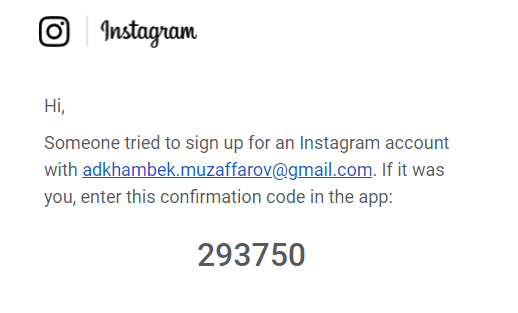 Instagram
Hi,
Someone tried to sign up for an Instagram account
with adkhambek.muzaffarov@gmail.com. If it was
you, enter this confirmation code in the app:
293750